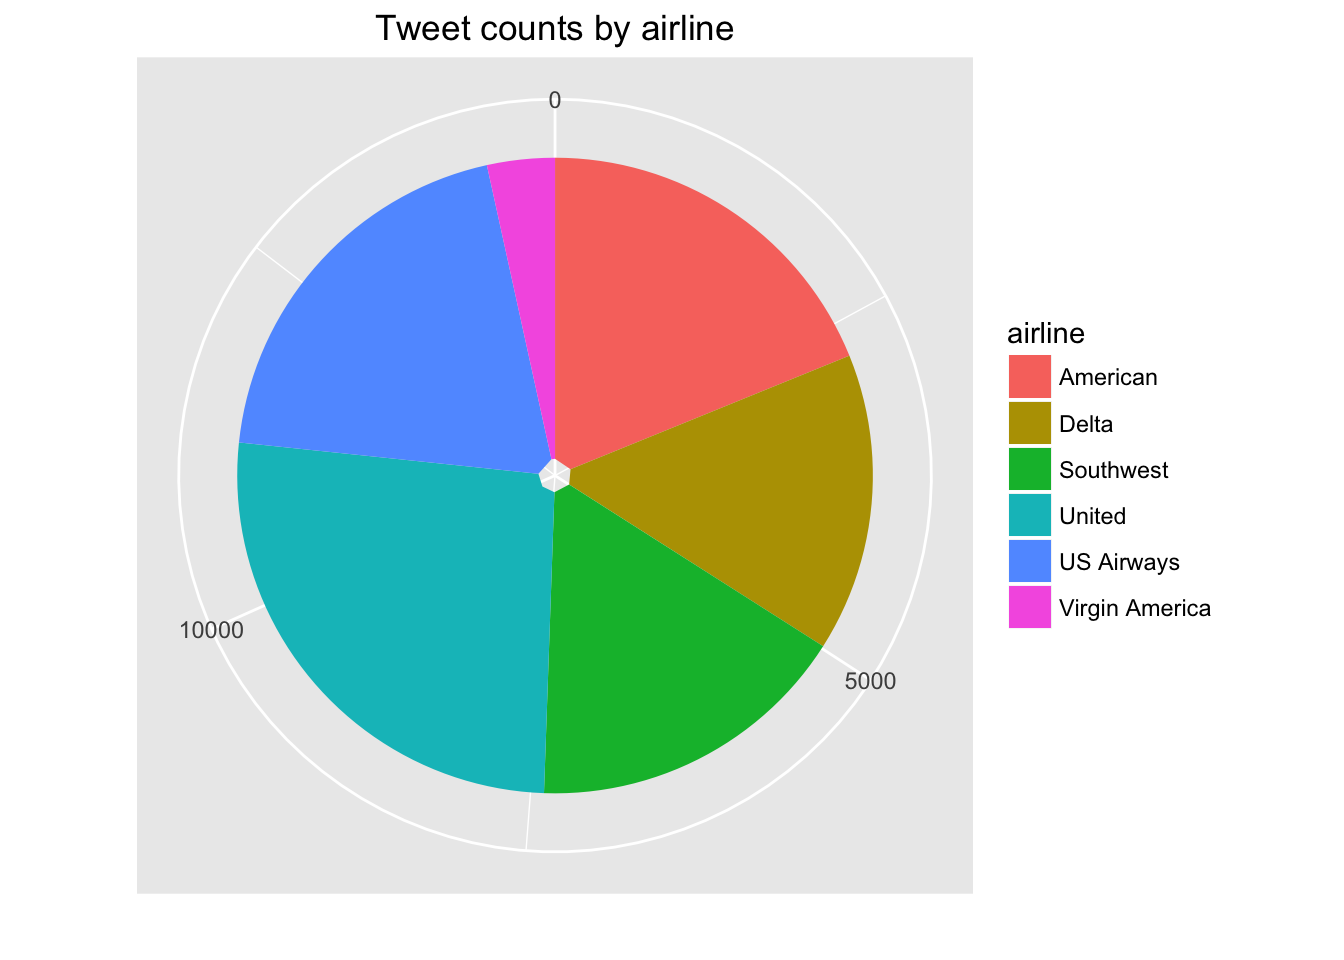 Tweet counts by airline
0
5000
10000
airline
American
Delta
Southwest
United
US Airways
Virgin America